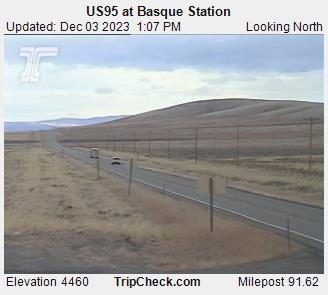 US95 at Basque Station
Updated: Dec 03 2023 1:07 PM Looking North
Elevation 4460 TripCheck.com Milepost 91.62